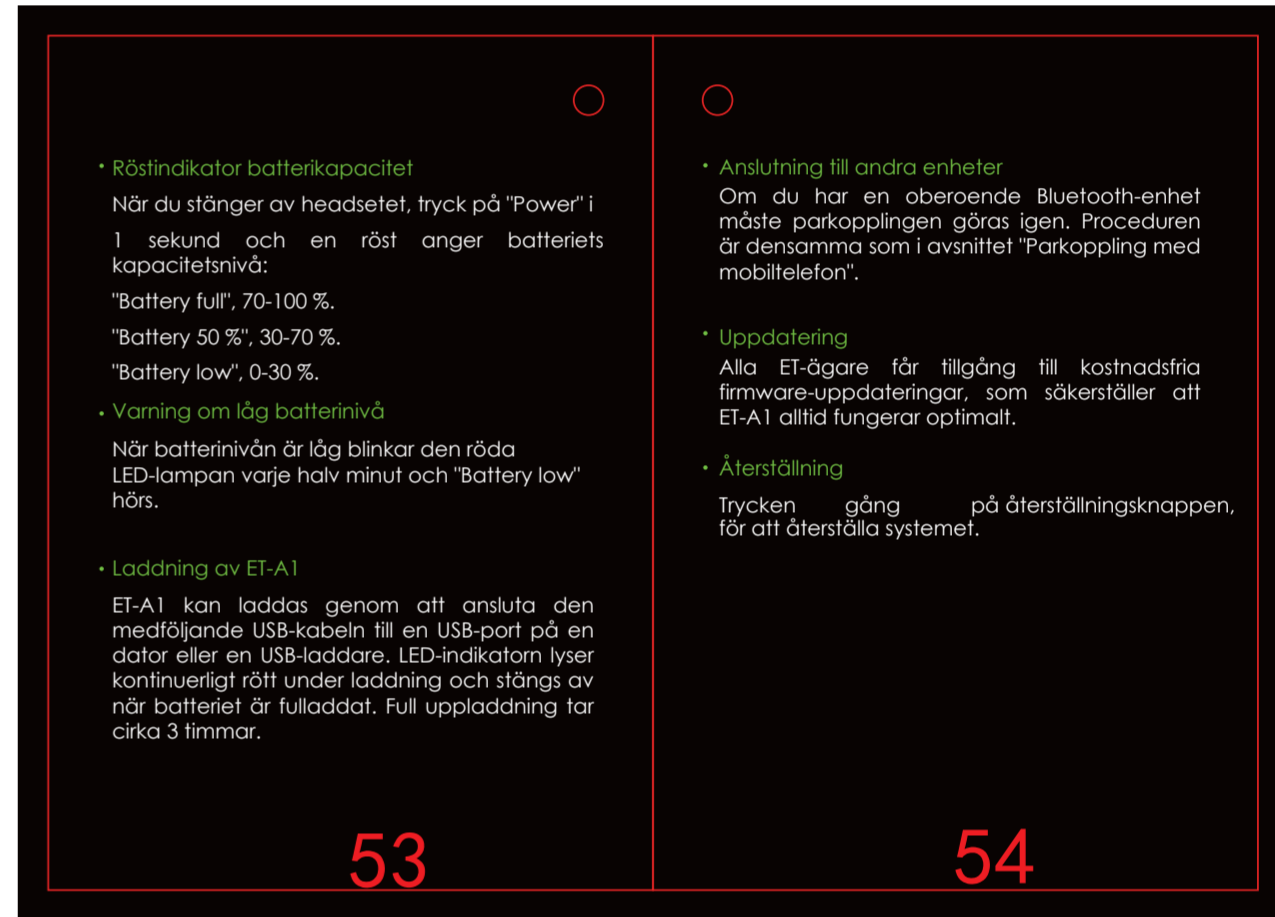 • Röstindikator batterikapacitet
När du stänger av headsetet, tryck på "Power" i
1 sekund och en röst anger batteriets
kapacitetsnivå:
"Battery full", 70-100 %.
"Battery 50 %", 30-70 %.
"Battery low", 0-30 %.
• Varning om låg batterinivå
När batterinivån är låg blinkar den röda
LED-lampan varje halv minut och "Battery low"
hörs.
• Laddning av ET-A1
ET-A1 kan laddas genom att ansluta den
medföljande USB-kabeln till en USB-port på en
dator eller en USB-laddare. LED-indikatorn lyser
kontinuerligt rött under laddning och stängs av
när batteriet är fulladdat. Full uppladdning tar
cirka 3 timmar.
53
• Anslutning till andra enheter
Om du har en oberoende Bluetooth-enhet
måste parkopplingen göras igen. Proceduren
är densamma som i avsnittet "Parkoppling med
mobiltelefon".
• Uppdatering
Alla ET-ägare får tillgång till kostnadsfria
firmware-uppdateringar, som säkerställer att
ET-A1 alltid fungerar optimalt.
• Återställning
Trycken gång på återställningsknappen,
för att återställa systemet.
54